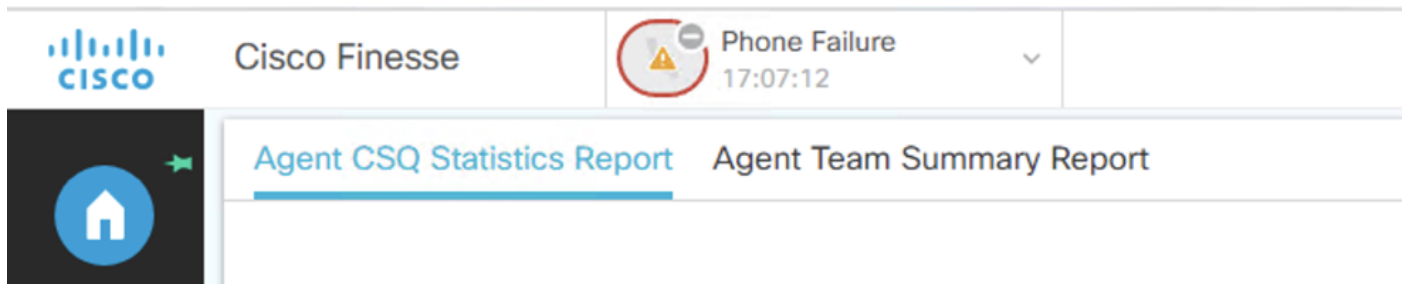 CISCO
Cisco Finesse
Phone Failure
17:07:12
Agent CSQ Statistics Report
Agent Team Summary Report